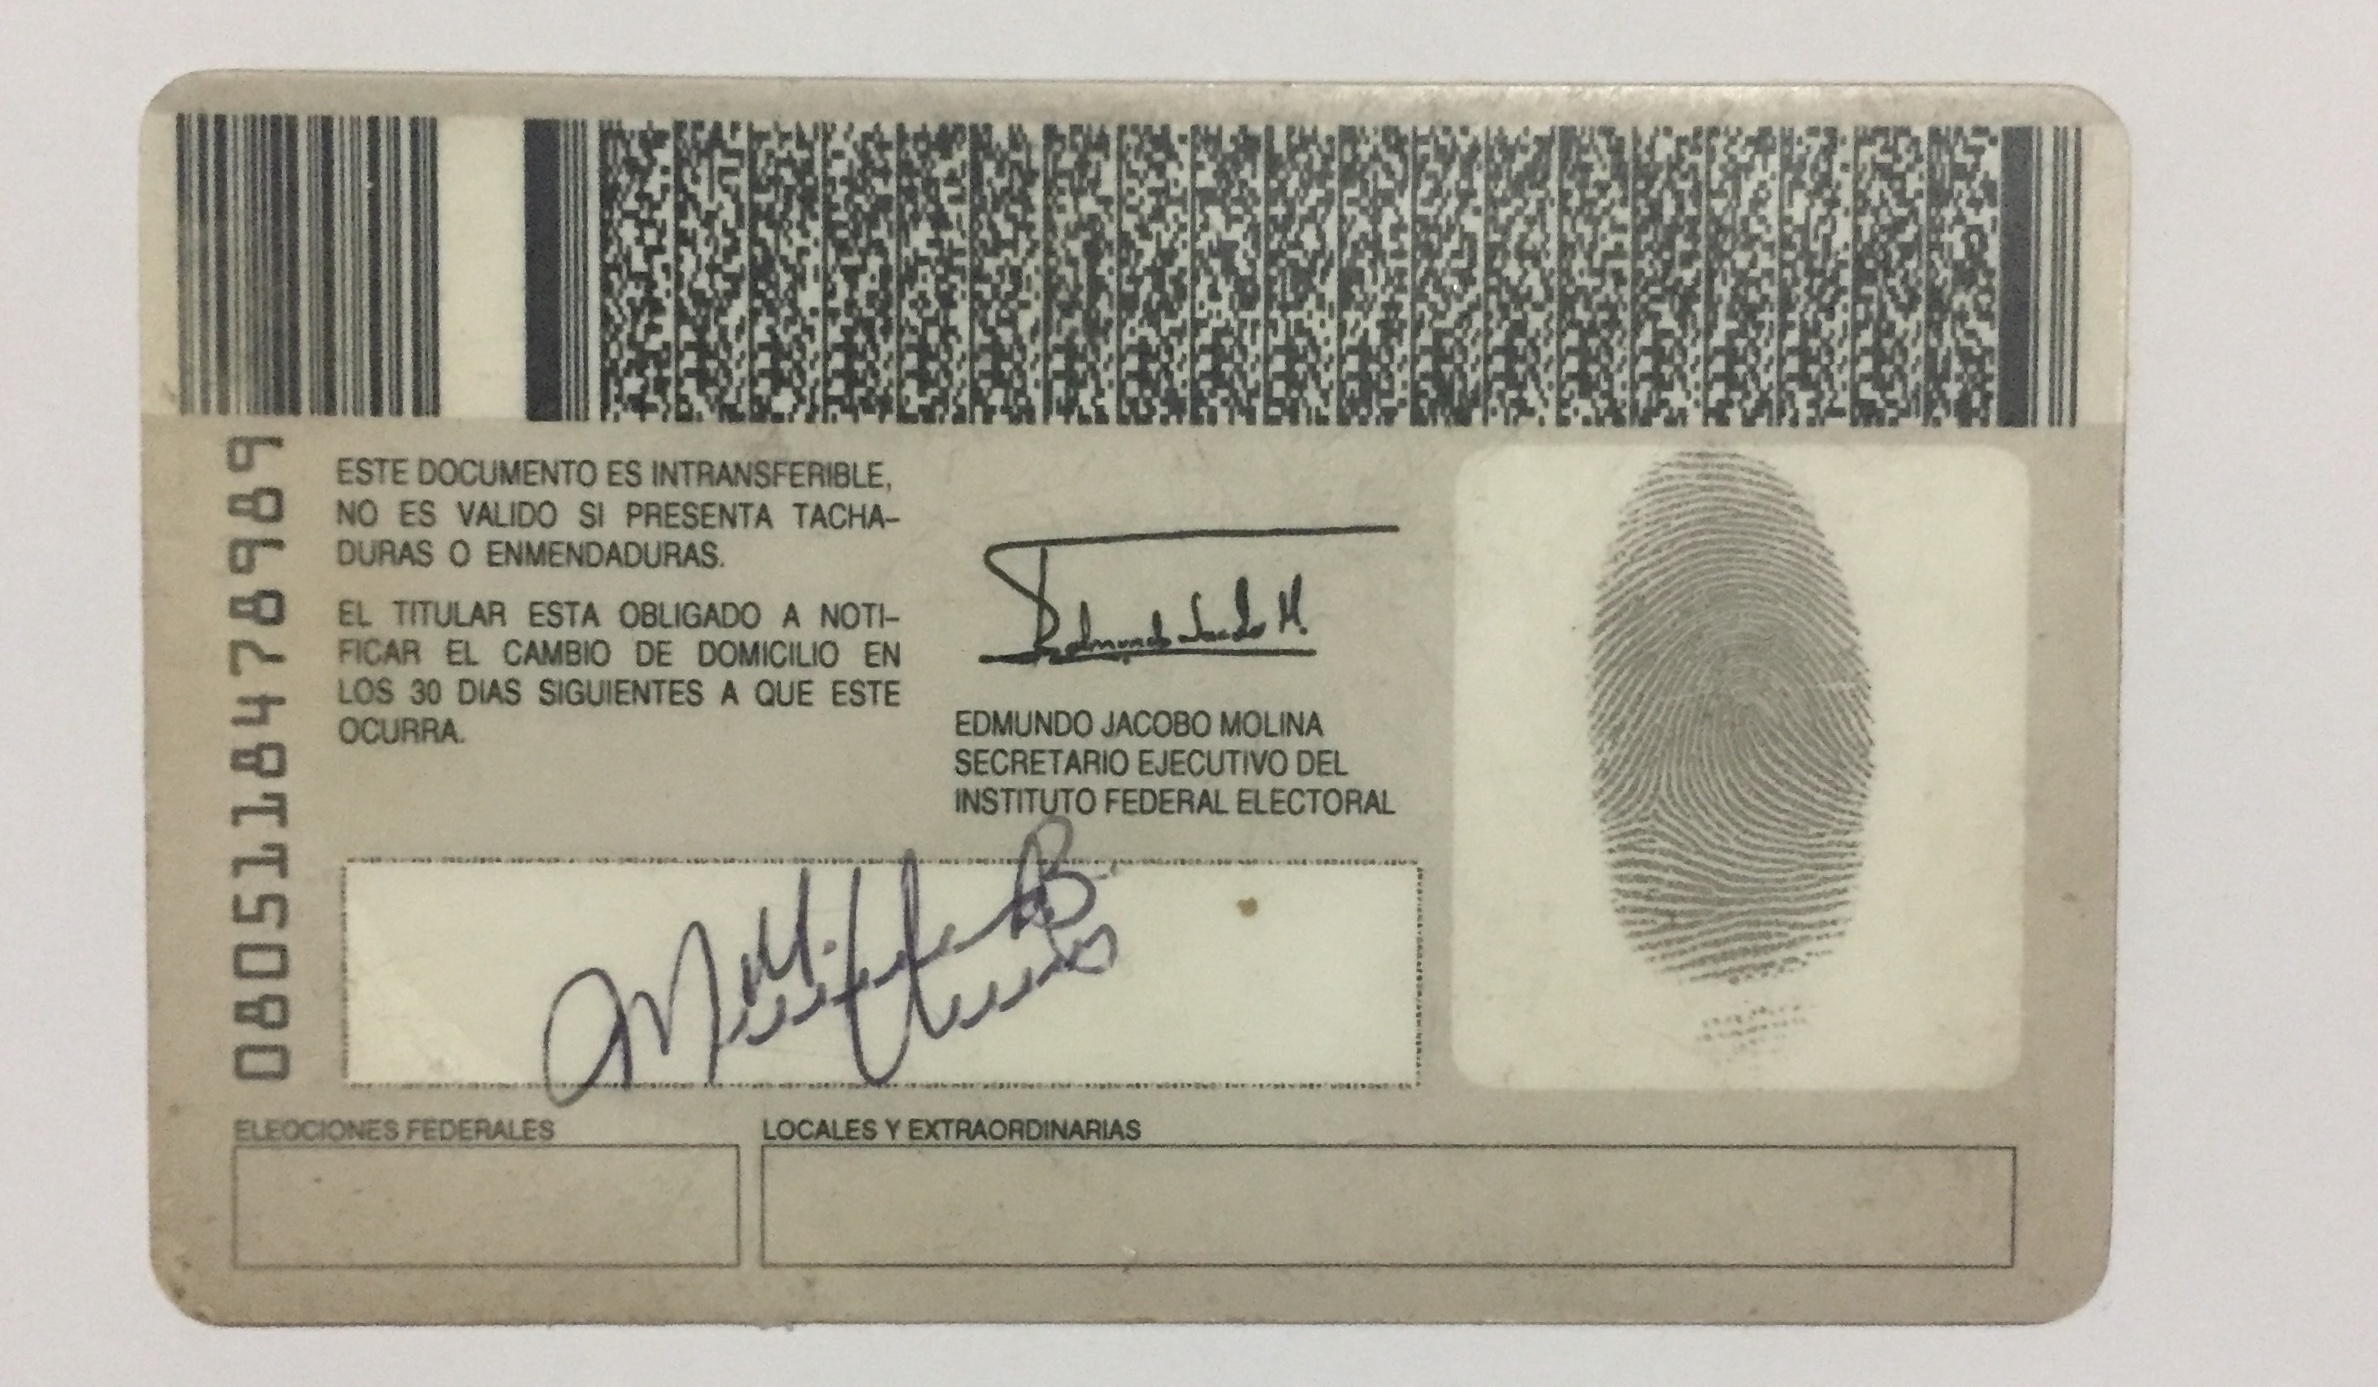 0805118478989
ESTE DOCUMENTO ES INTRANSFERIBLE,
NO ES VALIDO SI PRESENTA TACHA-
DURAS O ENMENDADURAS.
EL TITULAR ESTA OBLIGADO A NOTI-
FICAR EL CAMBIO DE DOMICILIO EN
LOS 30 DIAS SIGUIENTES A QUE ESTE
OCURRA.
Edmundo Jacobo M.
EDMUNDO JACOBO MOLINA
SECRETARIO EJECUTIVO DEL
INSTITUTO FEDERAL ELECTORAL
ELECCIONES FEDERALES
LOCALES Y EXTRAORDINARIAS